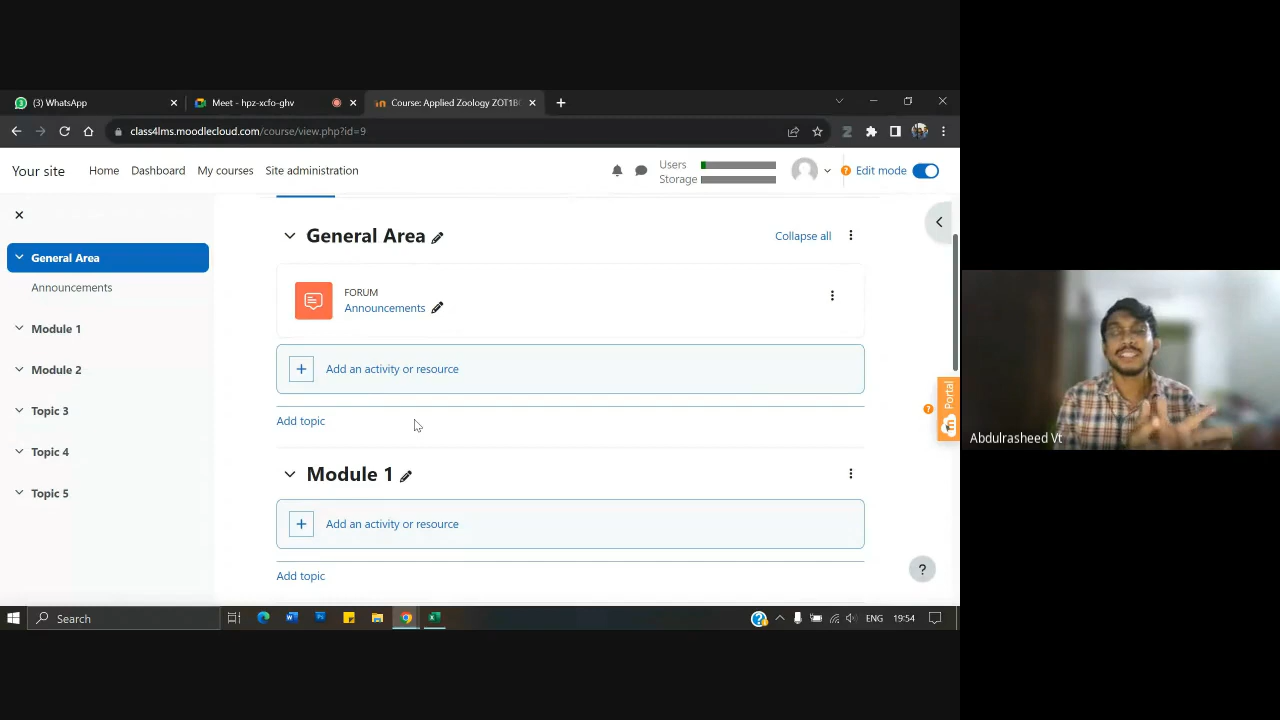 (3) WhatsApp
Meet - hpz-xcfo-ghv
Course: Applied Zoology ZOT1B
class4lms.moodlecloud.com/course/view.php?id=9
Your site
Home
Dashboard
My courses
Site administration
Users
Storage
Edit mode
General Area
Announcements
Module 1
Module 2
Topic 3
Topic 4
Topic 5
General Area
Collapse all
FORUM
Announcements
Add an activity or resource
Add topic
Module 1
Add an activity or resource
Add topic
?
Portal
Abdulrasheed Vt
Search
ENG
19:54